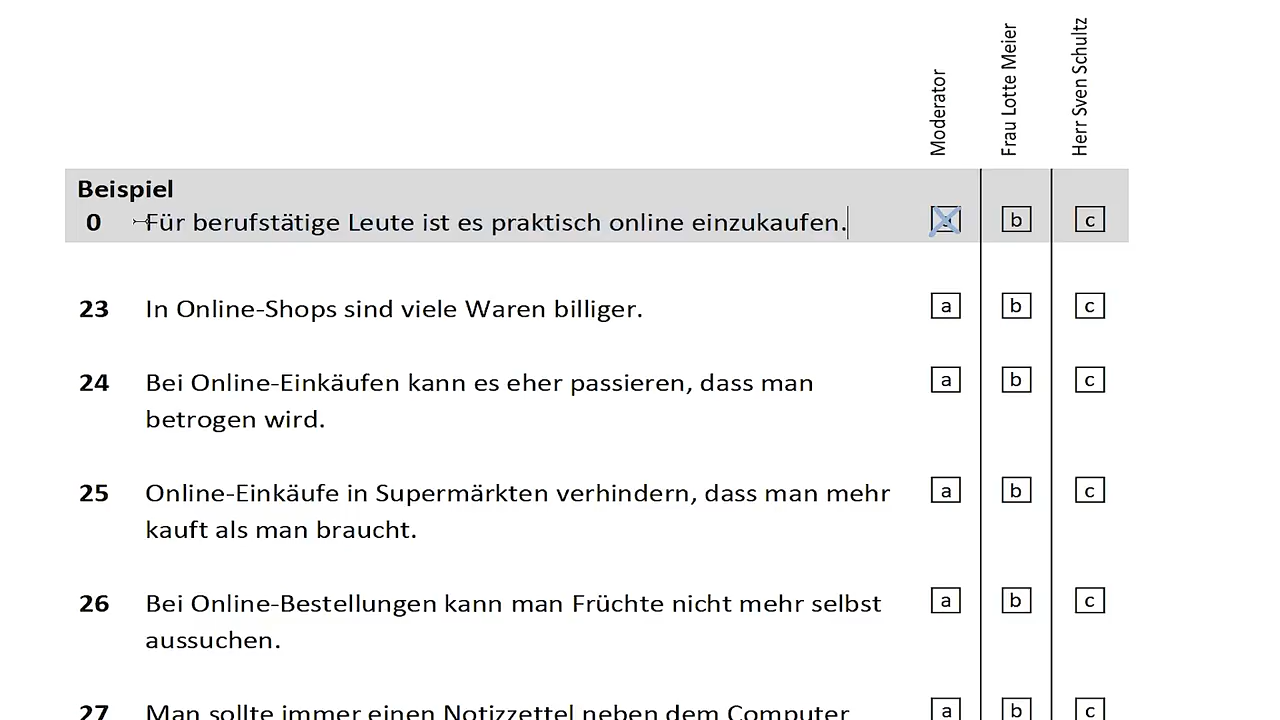 Moderator
Frau Lotte Meier
Herr Sven Schultz
Beispiel
0 Für berufstätige Leute ist es praktisch online einzukaufen. b c
23 In Online-Shops sind viele Waren billiger. a b c
24 Bei Online-Einkäufen kann es eher passieren, dass man a b c
betrogen wird.
25 Online-Einkäufe in Supermärkten verhindern, dass man mehr a b c
kauft als man braucht.
26 Bei Online-Bestellungen kann man Früchte nicht mehr selbst a b c
aussuchen.
27 Man sollte immer einen Notizzettel neben dem Computer a b c